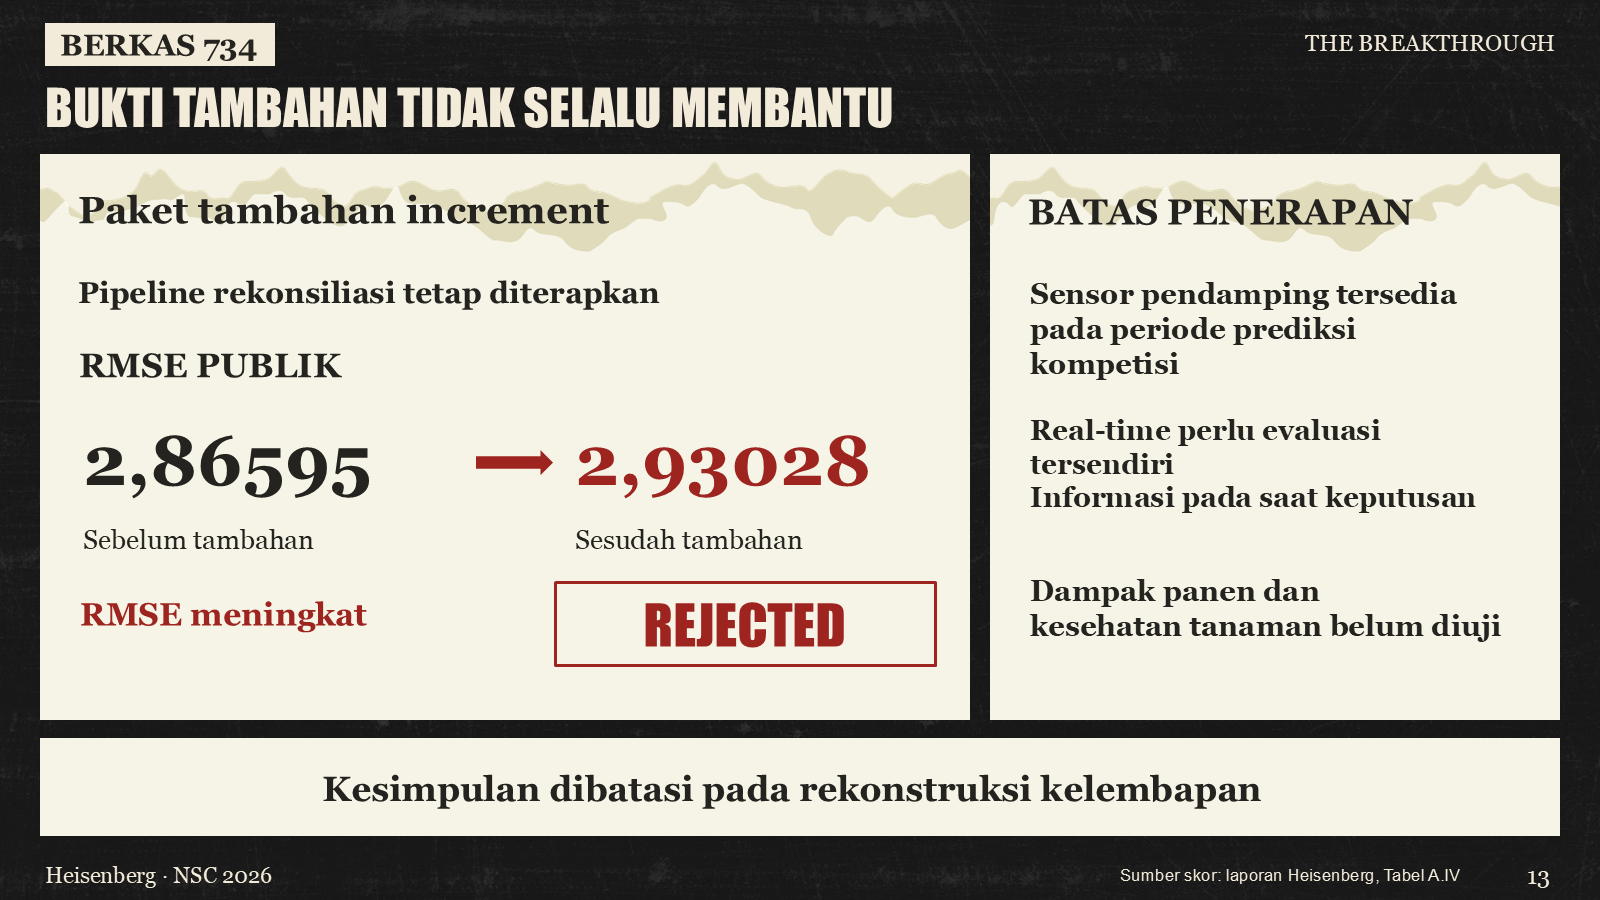 BERKAS 734
THE BREAKTHROUGH
BUKTI TAMBAHAN TIDAK SELALU MEMBANTU
Paket tambahan increment
Pipeline rekonsiliasi tetap diterapkan
RMSE PUBLIK
2,86595
2,93028
Sebelum tambahan
Sesudah tambahan
RMSE meningkat
REJECTED
BATAS PENERAPAN
Sensor pendamping tersedia
pada periode prediksi
kompetisi
Real-time perlu evaluasi
tersendiri
Informasi pada saat keputusan
Dampak panen dan
kesehatan tanaman belum diuji
Kesimpulan dibatasi pada rekonstruksi kelembapan
Heisenberg · NSC 2026
Sumber skor: laporan Heisenberg, Tabel A.IV
13